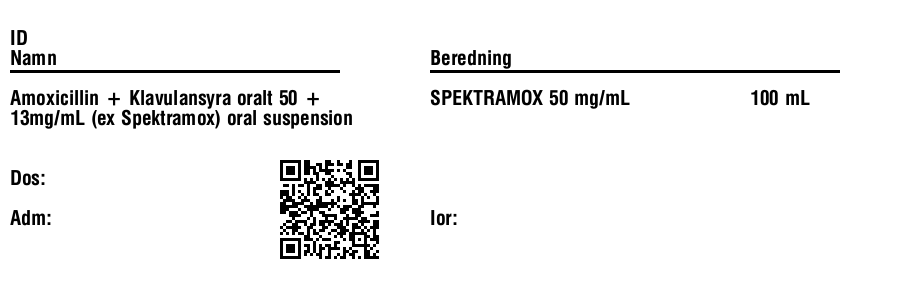 ID
Namn
Beredning
Amoxicillin + Klavulansyra oralt 50 +
13mg/mL (ex Spektramox) oral suspension
SPEKTRAMOX 50 mg/mL 100 mL
Dos:
Adm:
Ior: